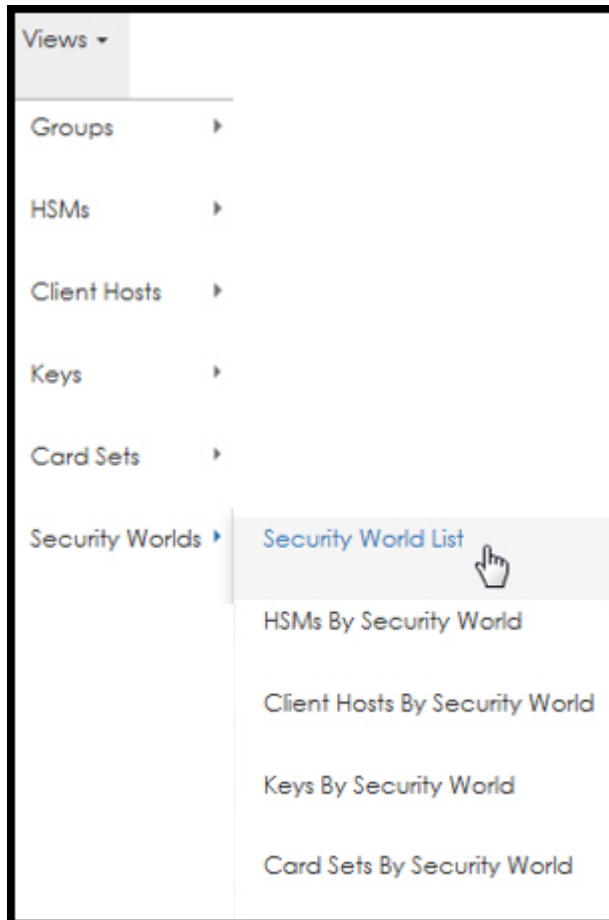 Views
Groups
HSMs
Client Hosts
Keys
Card Sets
Security Worlds
Security World List
HSMs By Security World
Client Hosts By Security World
Keys By Security World
Card Sets By Security World